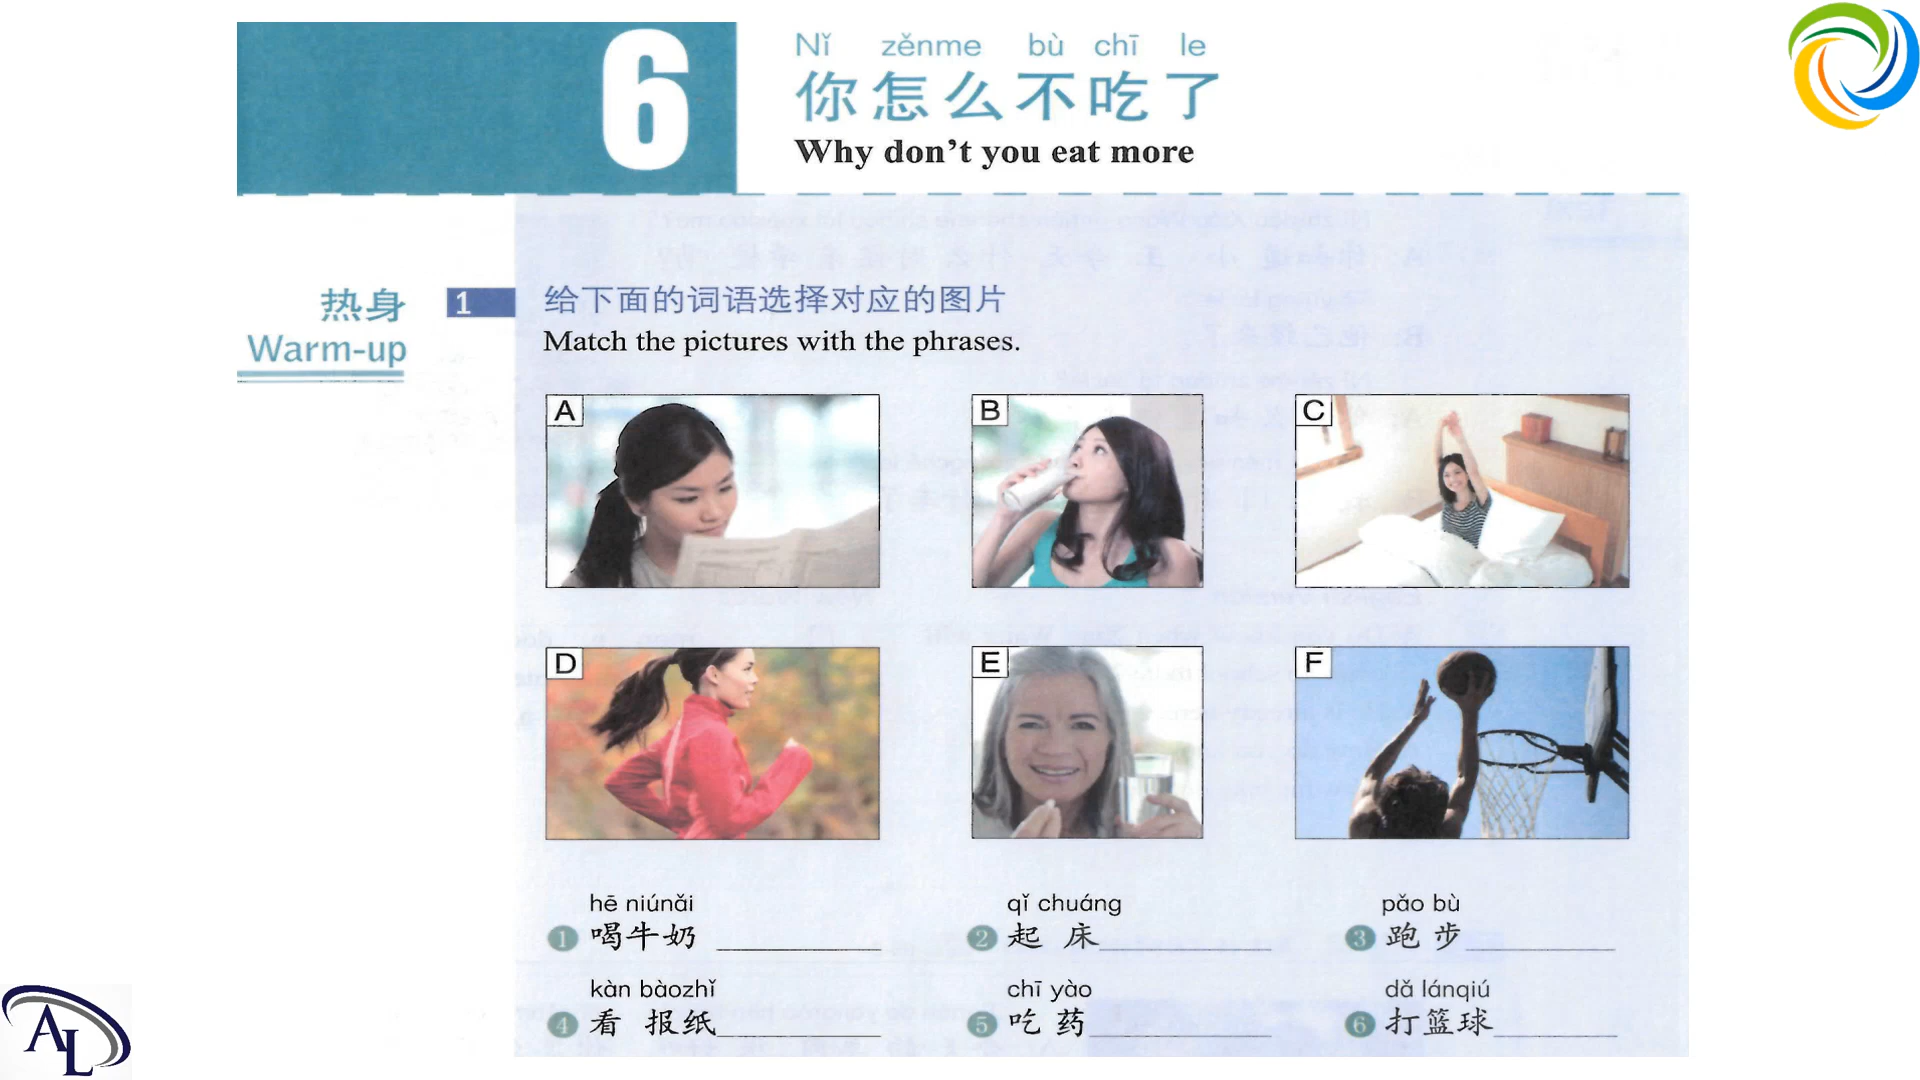 6
Nǐ zěnme bù chī le
你怎么不吃了
Why don't you eat more
热身
Warm-up
1 给下面的词语选择对应的图片
Match the pictures with the phrases.
A
B
C
D
E
F
hē niúnǎi
1 喝牛奶
qǐ chuáng
2 起 床
pǎo bù
3 跑 步
kàn bàozhǐ
4 看 报纸
chī yào
5 吃 药
dǎ lánqiú
6 打篮球
AL